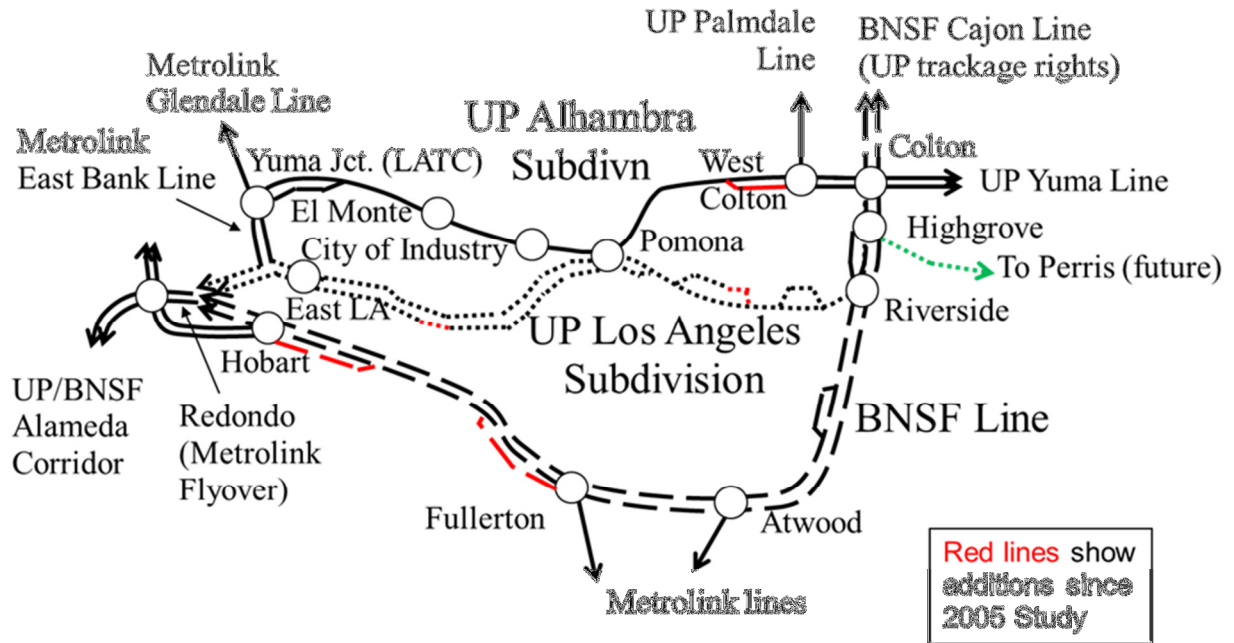 UP Palmdale
Line
BNSF Cajon Line
(UP trackage rights)
Metrolink
Glendale Line
UP Alhambra
Subdivn
Metrolink
East Bank Line
Yuma Jct. (LATC)
West
Colton
Colton
UP Yuma Line
El Monte
City of Industry
Pomona
Highgrove
To Perris (future)
East LA
Riverside
UP Los Angeles
Subdivision
Hobart
UP/BNSF
Alameda
Corridor
Redondo
(Metrolink
Flyover)
BNSF Line
Fullerton
Atwood
Metrolink lines
Red lines show
additions since
2005 Study